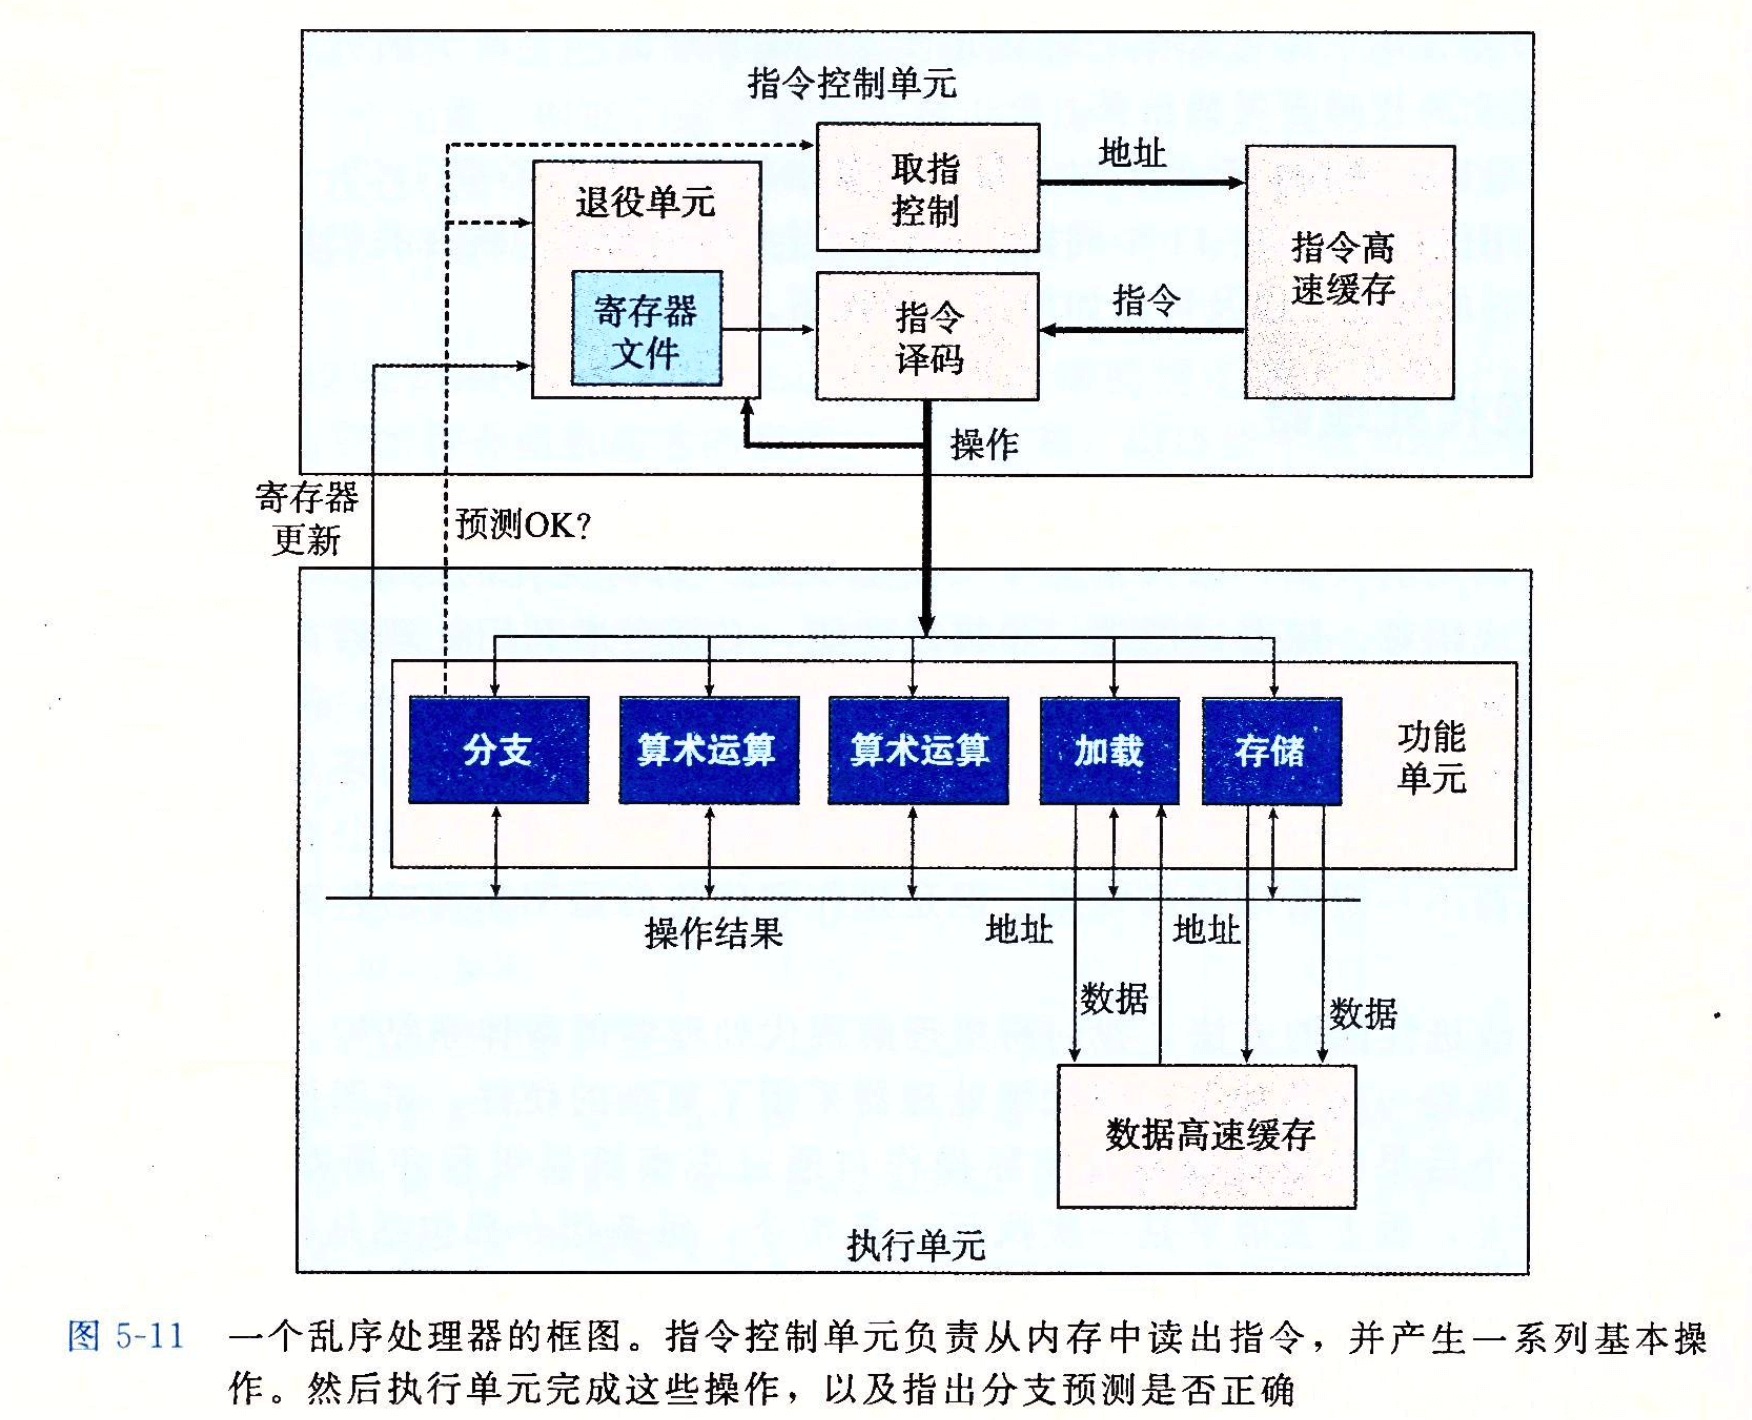 指令控制单元
退役单元
寄存器
文件
取指
控制
地址
指令高
速缓存
指令
译码
指令
操作
寄存器
更新
预测OK?
分支
算术运算
算术运算
加载
存储
功能
单元
操作结果
地址
地址
数据
数据
数据高速缓存
执行单元
图 5-11 一个乱序处理器的框图。指令控制单元负责从内存中读出指令，并产生一系列基本操
作。然后执行单元完成这些操作，以及指出分支预测是否正确